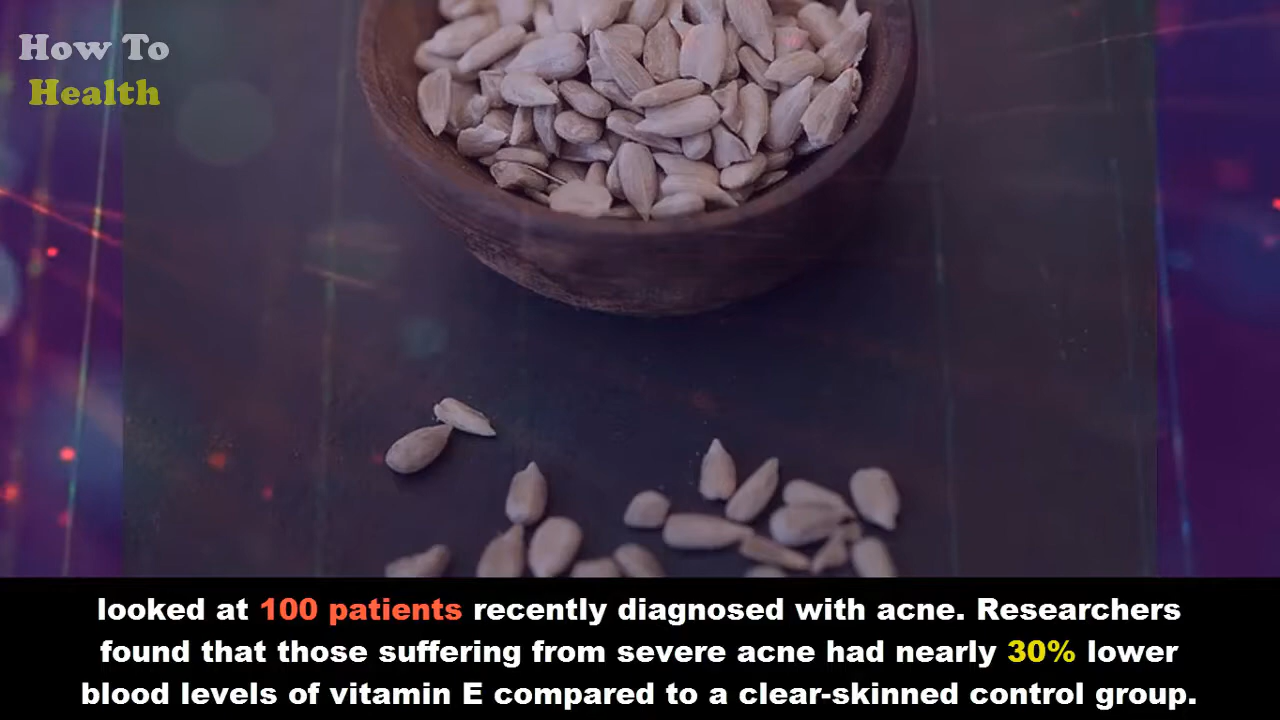 How To
Health
looked at 100 patients recently diagnosed with acne. Researchers
found that those suffering from severe acne had nearly 30% lower
blood levels of vitamin E compared to a clear-skinned control group.